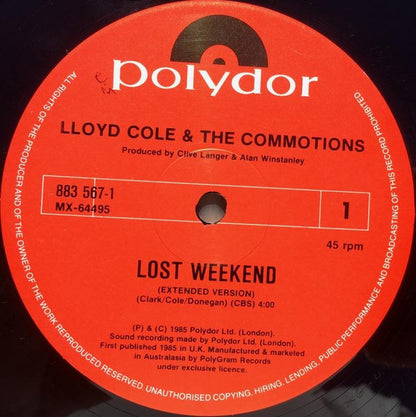 polydor
LLOYD COLE & THE COMMOTIONS
Produced by Clive Langer & Alan Winstanley
883 567-1
MX-64495
1
45 rpm
LOST WEEKEND
(EXTENDED VERSION)
(Clark/Cole/Donegan) (CBS) 4:00
(P) & (C) 1985 Polydor Ltd. (London).
Sound recording made by Polydor Ltd. (London).
First published 1985 in U.K. Manufactured & marketed
in Australasia by PolyGram Records
under exclusive licence.
ALL RIGHTS OF THE PRODUCER AND OF THE OWNER OF THE WORK REPRODUCED RESERVED. UNAUTHORISED COPYING, HIRING, LENDING, PUBLIC PERFORMANCE AND BROADCASTING OF THIS RECORD PROHIBITED.